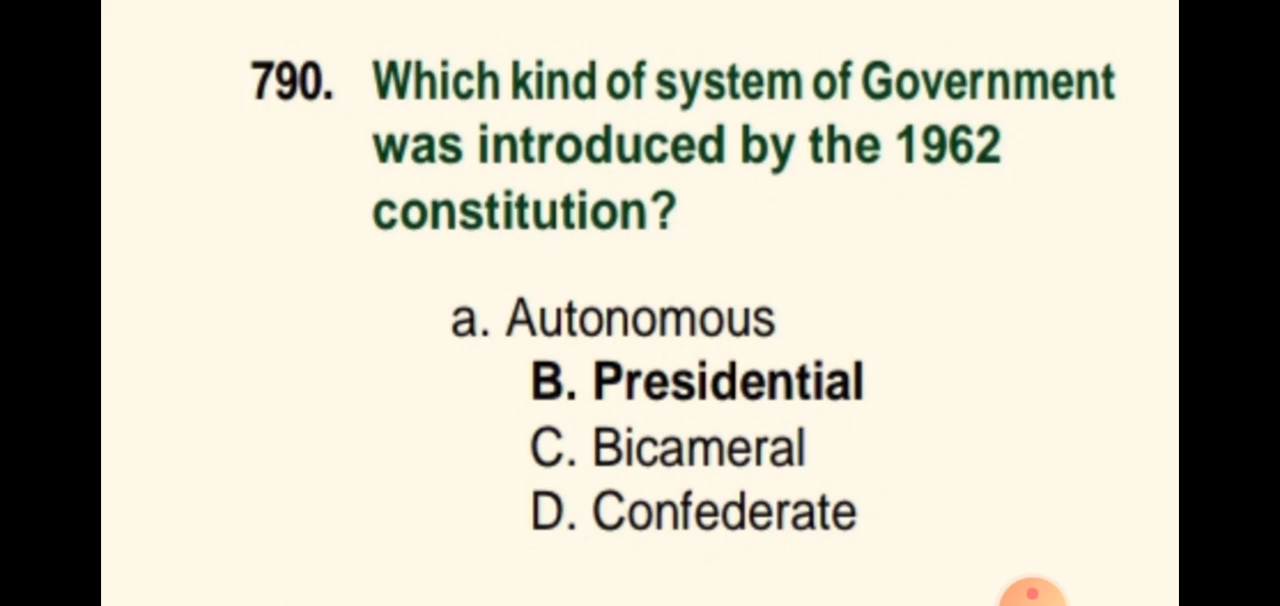 790. Which kind of system of Government
was introduced by the 1962
constitution?
a. Autonomous
B. Presidential
C. Bicameral
D. Confederate